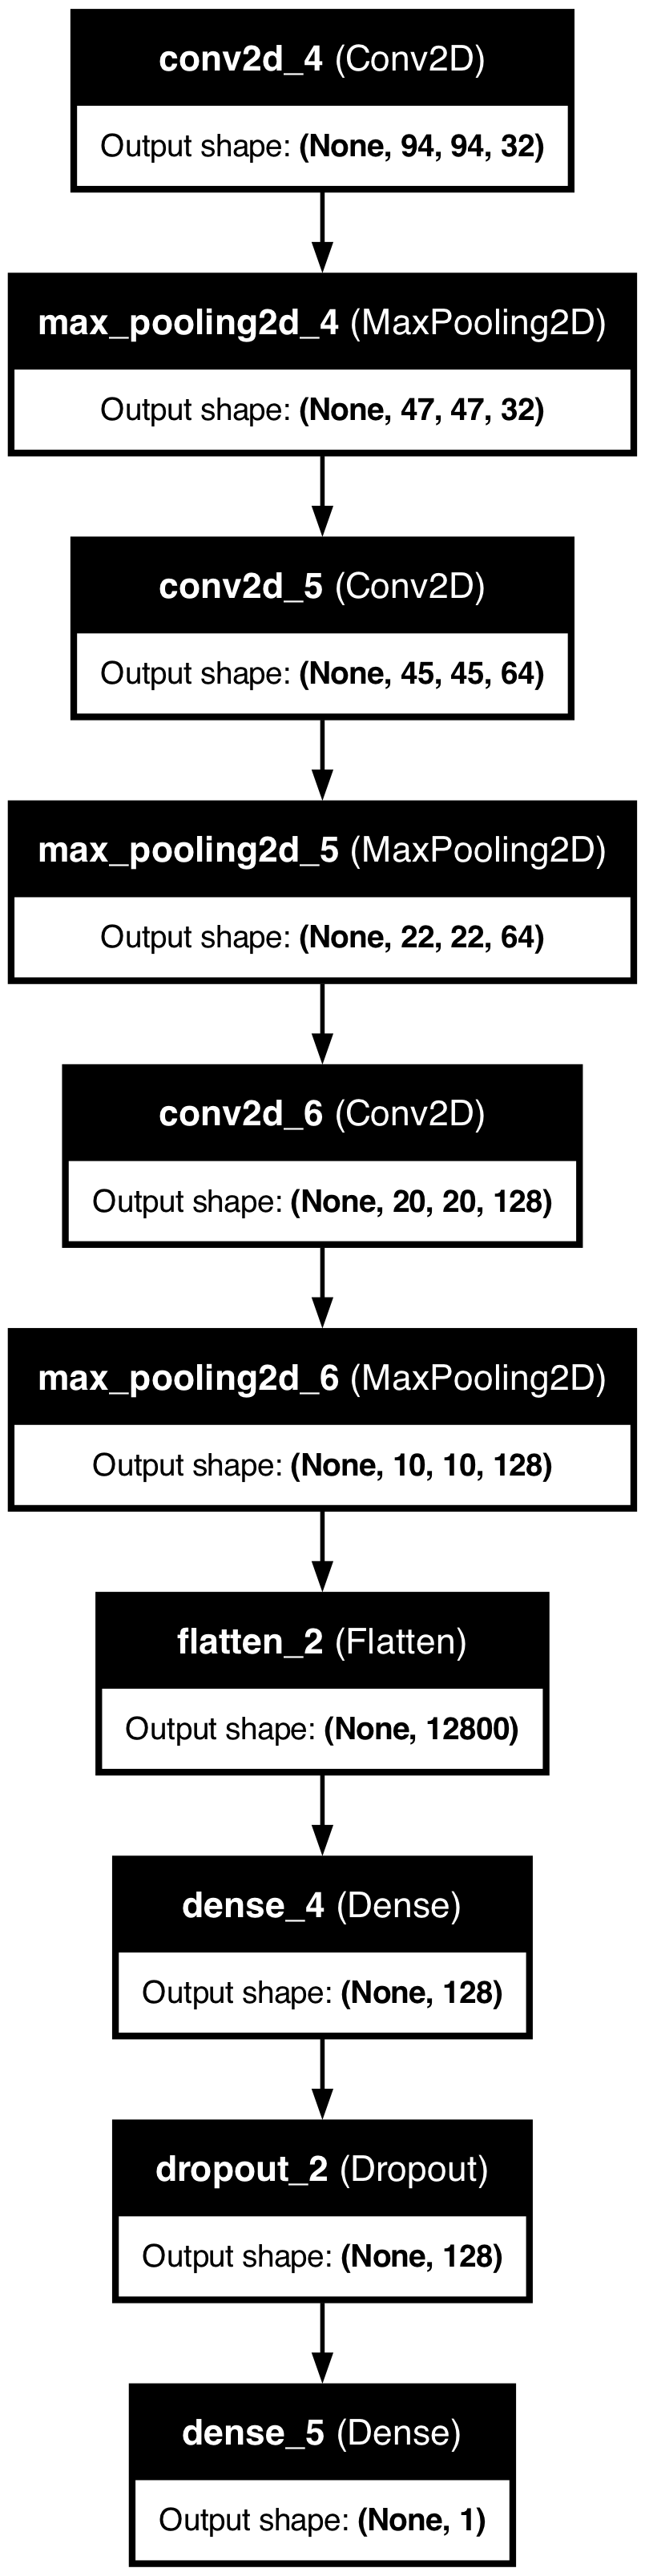 conv2d_4 (Conv2D)
Output shape: (None, 94, 94, 32)
max_pooling2d_4 (MaxPooling2D)
Output shape: (None, 47, 47, 32)
conv2d_5 (Conv2D)
Output shape: (None, 45, 45, 64)
max_pooling2d_5 (MaxPooling2D)
Output shape: (None, 22, 22, 64)
conv2d_6 (Conv2D)
Output shape: (None, 20, 20, 128)
max_pooling2d_6 (MaxPooling2D)
Output shape: (None, 10, 10, 128)
flatten_2 (Flatten)
Output shape: (None, 12800)
dense_4 (Dense)
Output shape: (None, 128)
dropout_2 (Dropout)
Output shape: (None, 128)
dense_5 (Dense)
Output shape: (None, 1)